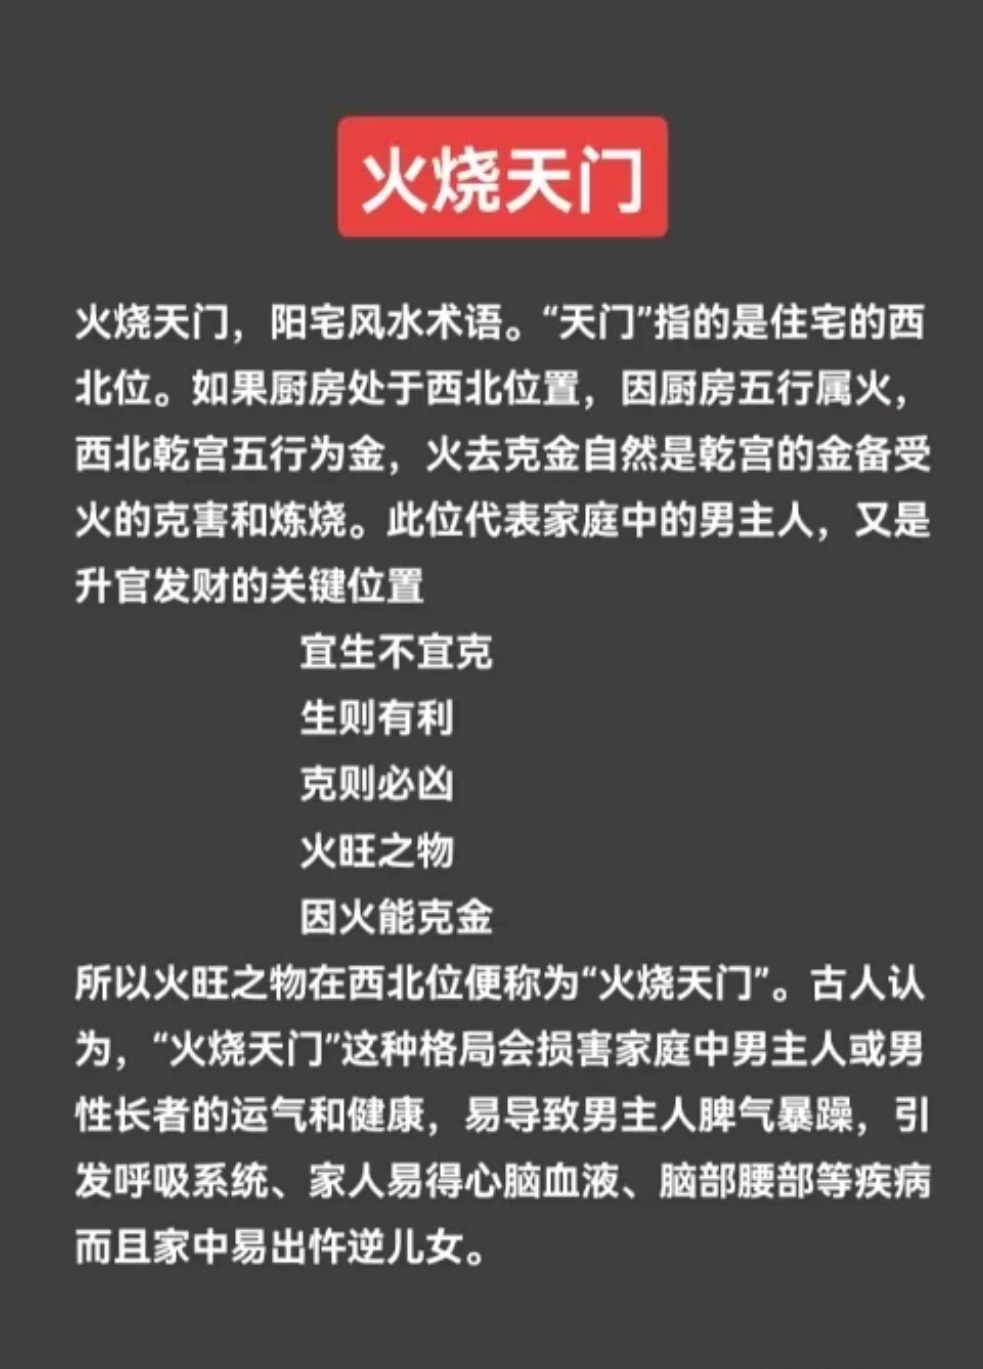 火烧天门
火烧天门，阳宅风水术语。“天门”指的是住宅的西
北位。如果厨房处于西北位置，因厨房五行属火，
西北乾宫五行为金，火去克金自然是乾宫的金备受
火的克害和炼烧。此位代表家庭中的男主人，又是
升官发财的关键位置
宜生不宜克
生则有利
克则必凶
火旺之物
因火能克金
所以火旺之物在西北位便称为“火烧天门”。古人认
为，“火烧天门”这种格局会损害家庭中男主人或男
性长者的运气和健康，易导致男主人脾气暴躁，引
发呼吸系统、家人易得心脑血液、脑部腰部等疾病
而且家中易出忤逆儿女。